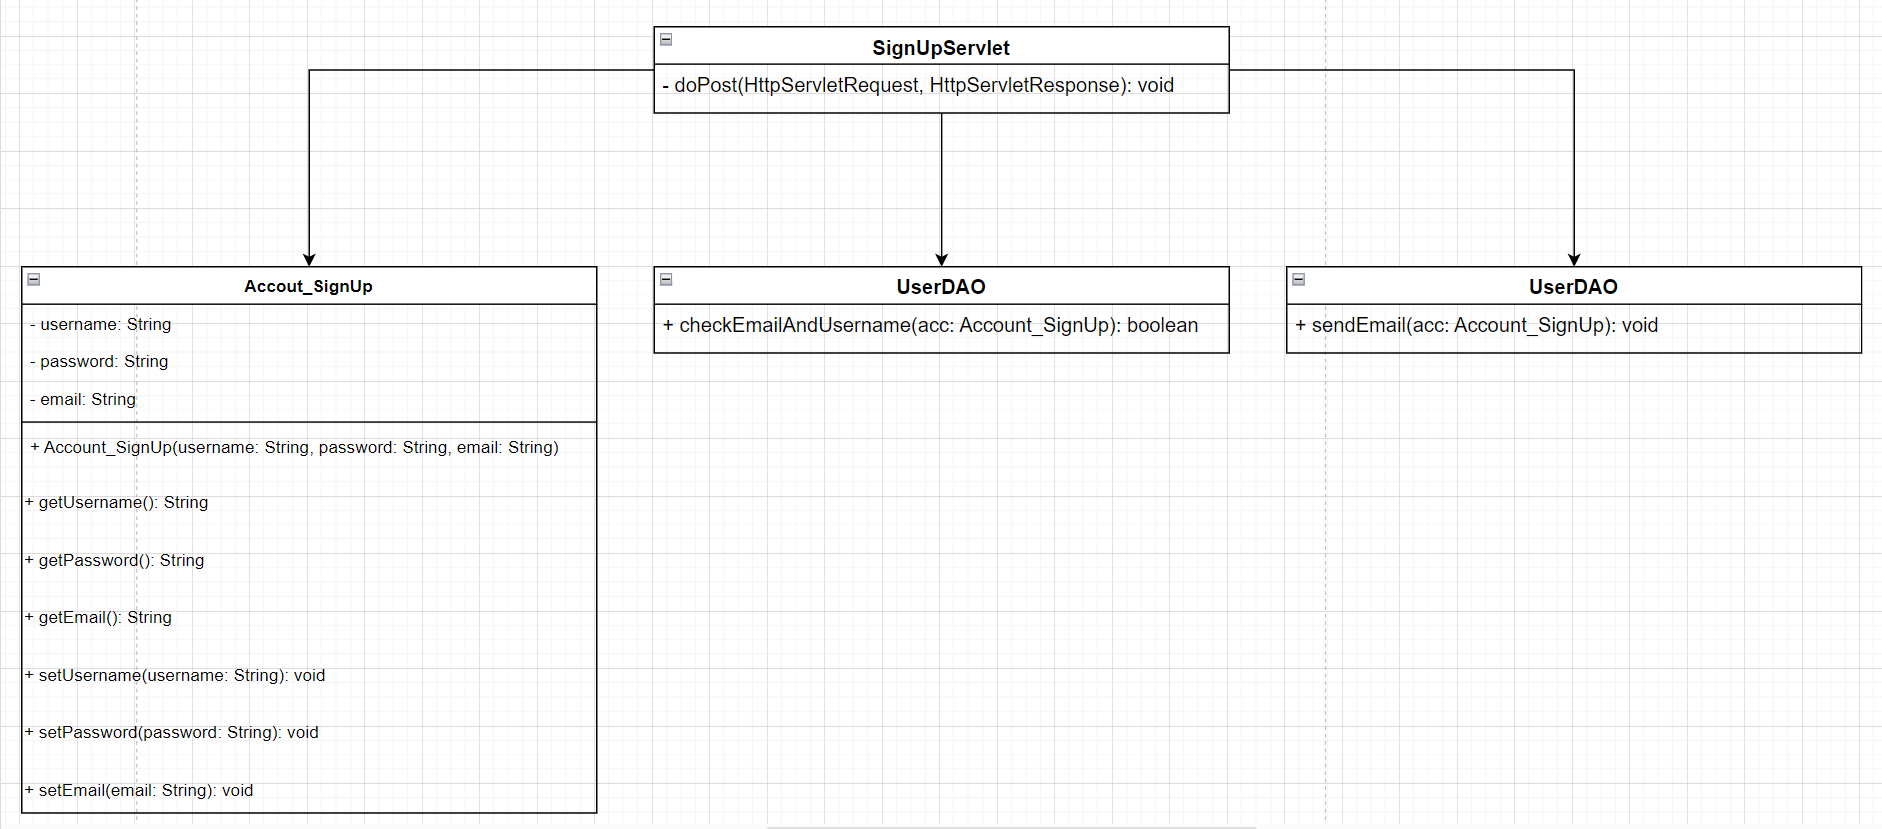 SignUpServlet
- doPost(HttpServletRequest, HttpServletResponse): void
Accout_SignUp
- username: String
- password: String
- email: String
+ Account_SignUp(username: String, password: String, email: String)
+ getUsername(): String
+ getPassword(): String
+ getEmail(): String
+ setUsername(username: String): void
+ setPassword(password: String): void
+ setEmail(email: String): void
UserDAO
+ checkEmailAndUsername(acc: Account_SignUp): boolean
UserDAO
+ sendEmail(acc: Account_SignUp): void